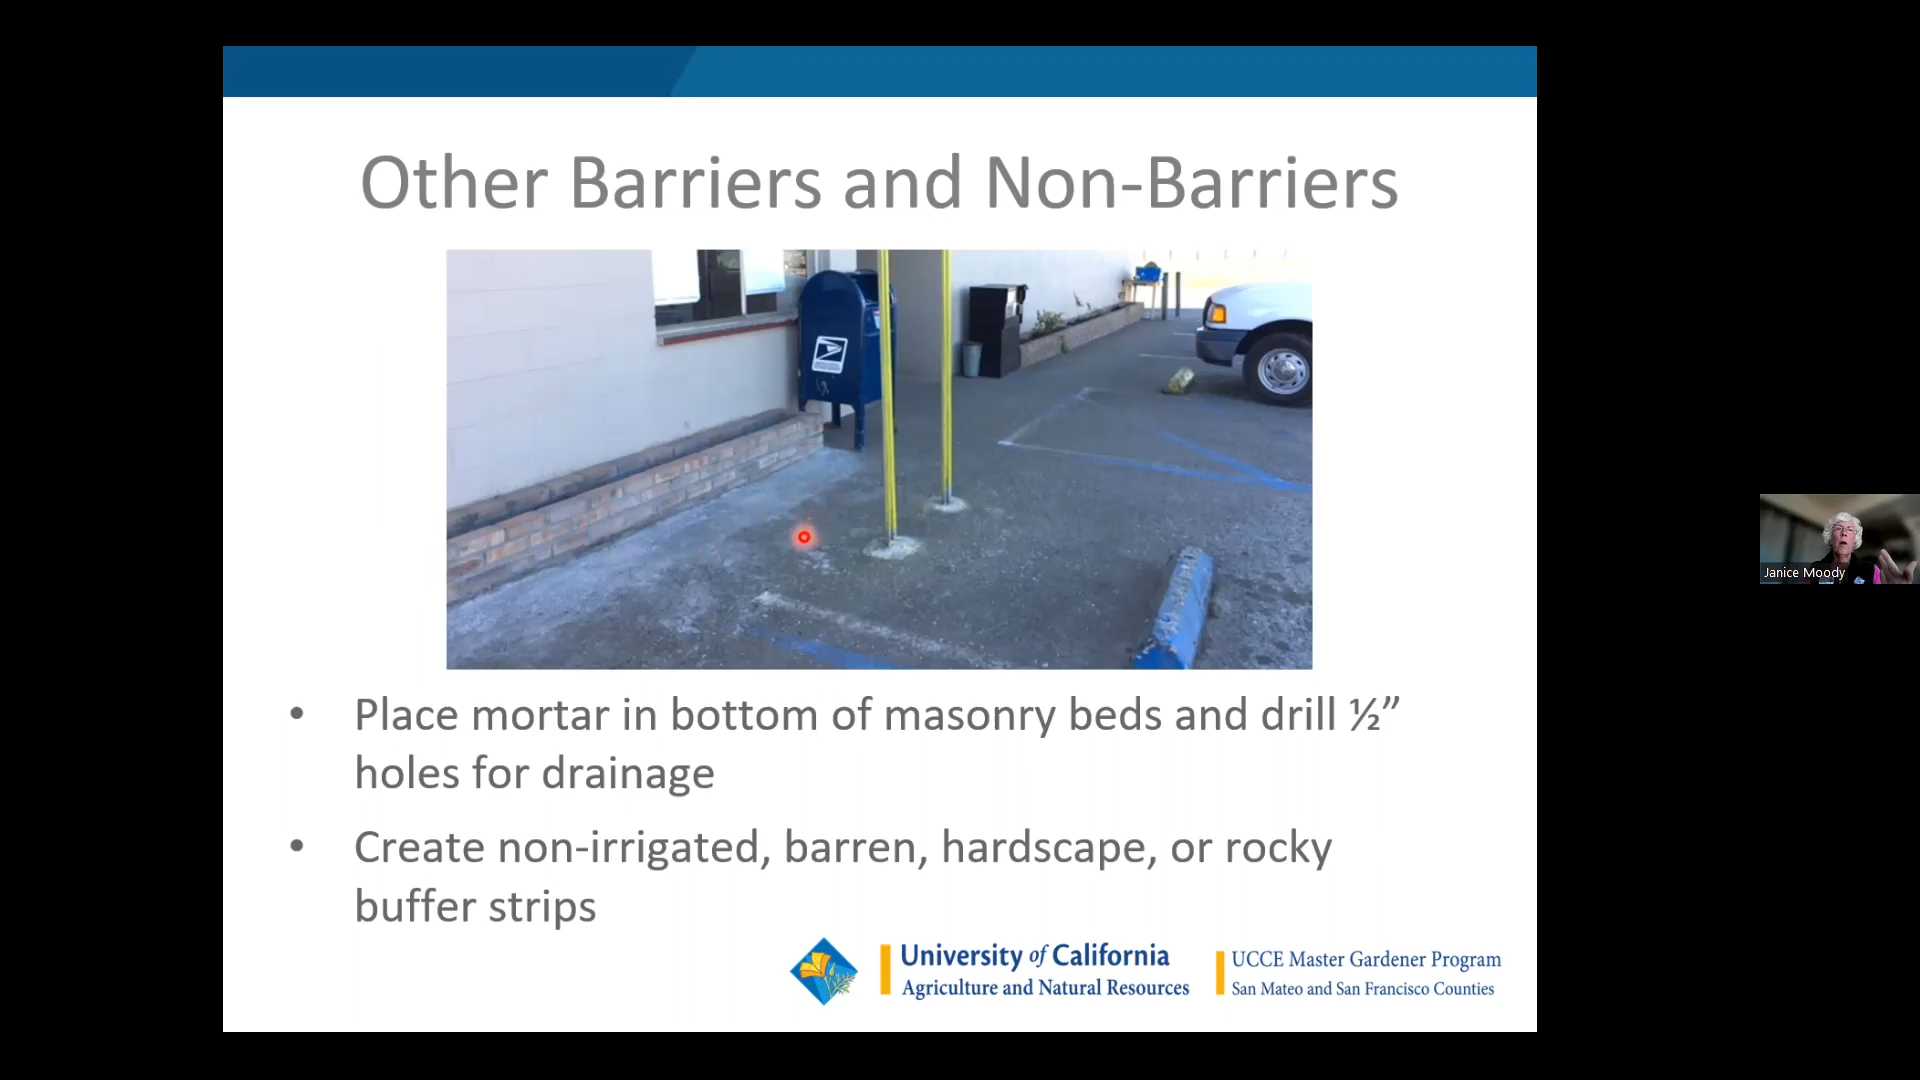 Other Barriers and Non-Barriers
• Place mortar in bottom of masonry beds and drill ½”
holes for drainage
• Create non-irrigated, barren, hardscape, or rocky
buffer strips
University of California
Agriculture and Natural Resources
UCCE Master Gardener Program
San Mateo and San Francisco Counties
Janice Moody